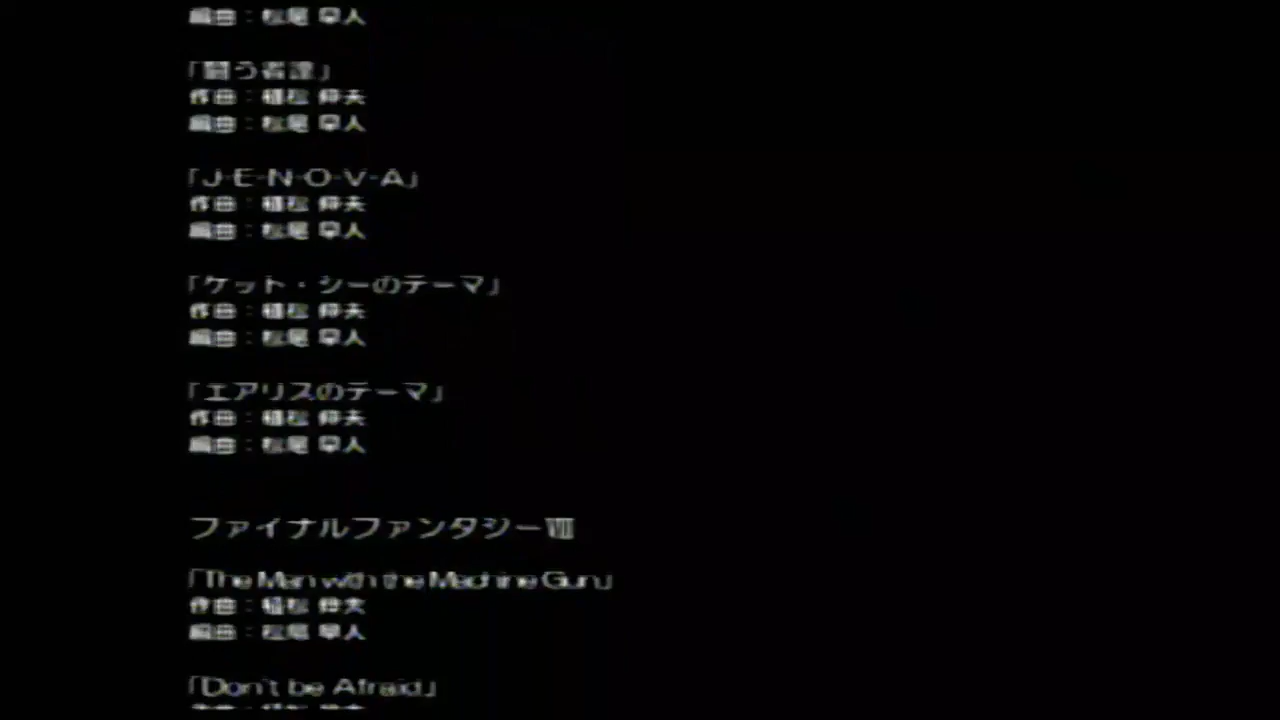 編曲：松尾 早人
「闘う者達」
作曲：植松 伸夫
編曲：松尾 早人
「J-E-N-O-V-A」
作曲：植松 伸夫
編曲：松尾 早人
「ケット・シーのテーマ」
作曲：植松 伸夫
編曲：松尾 早人
「エアリスのテーマ」
作曲：植松 伸夫
編曲：松尾 早人
ファイナルファンタジーⅧ
「The Man with the Machine Gun」
作曲：植松 伸夫
編曲：松尾 早人
「Don't be Afraid」